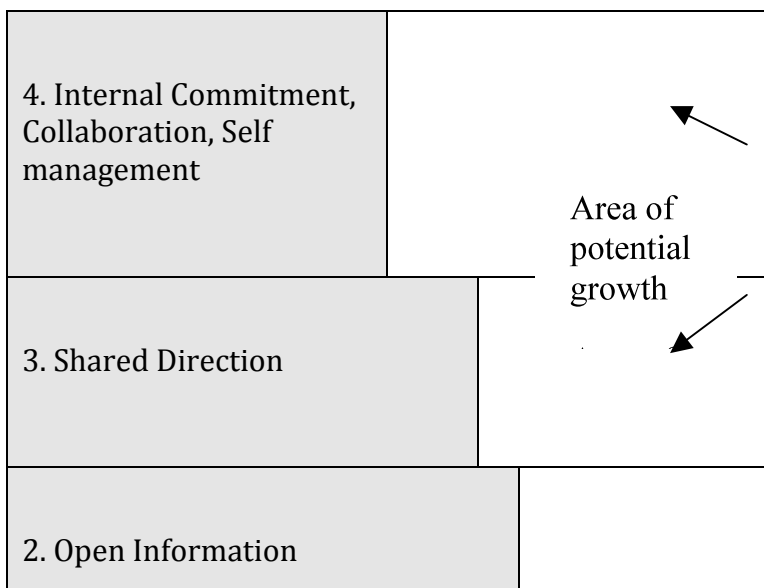 4. Internal Commitment,
Collaboration, Self
management
Area of
potential
growth
3. Shared Direction
2. Open Information